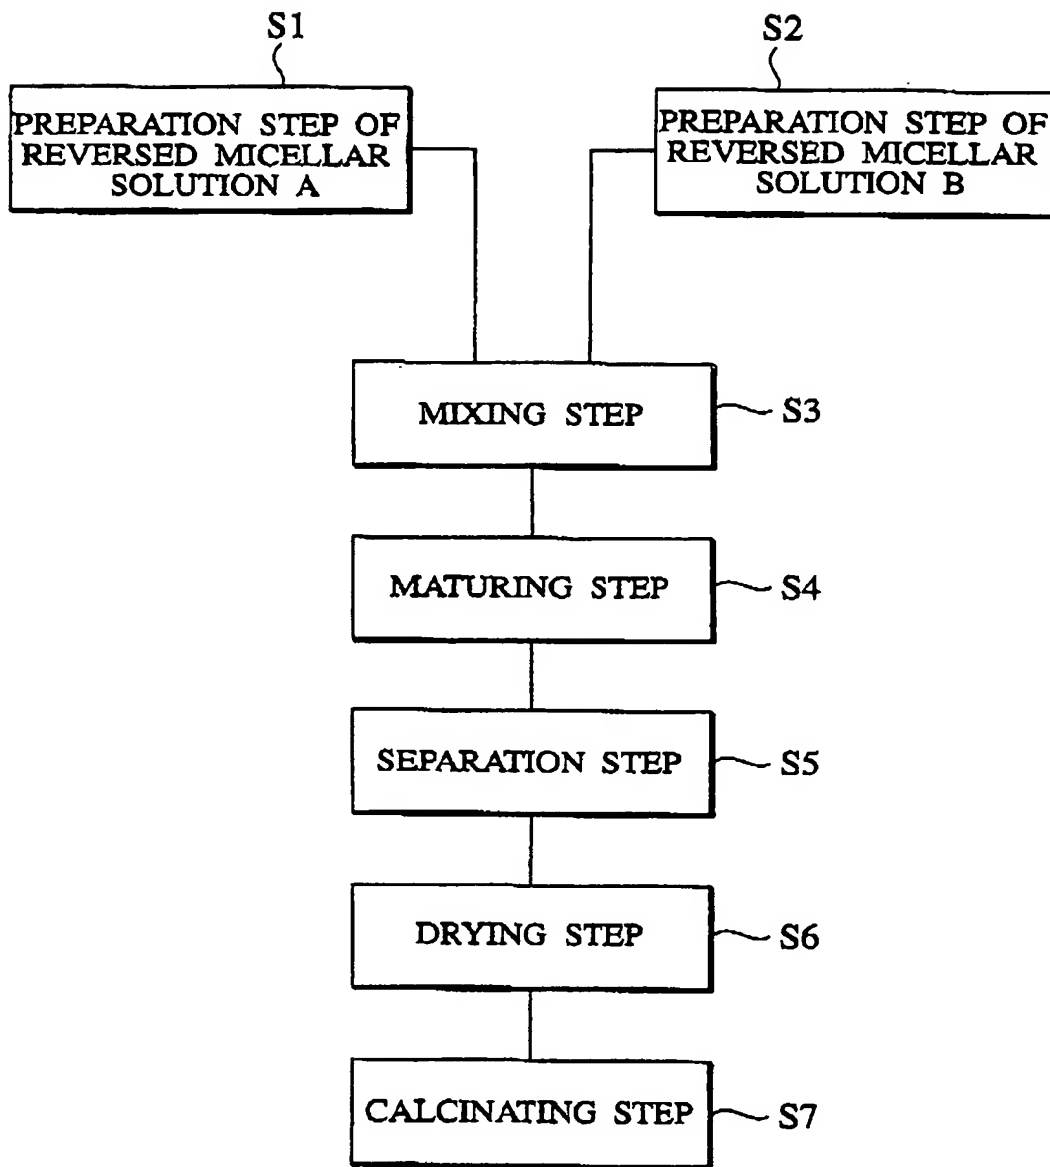 S1
S2
PREPARATION STEP OF
REVERSED MICELLAR
SOLUTION A
PREPARATION STEP OF
REVERSED MICELLAR
SOLUTION B
MIXING STEP
S3
MATURING STEP
S4
SEPARATION STEP
S5
DRYING STEP
S6
CALCINATING STEP
S7